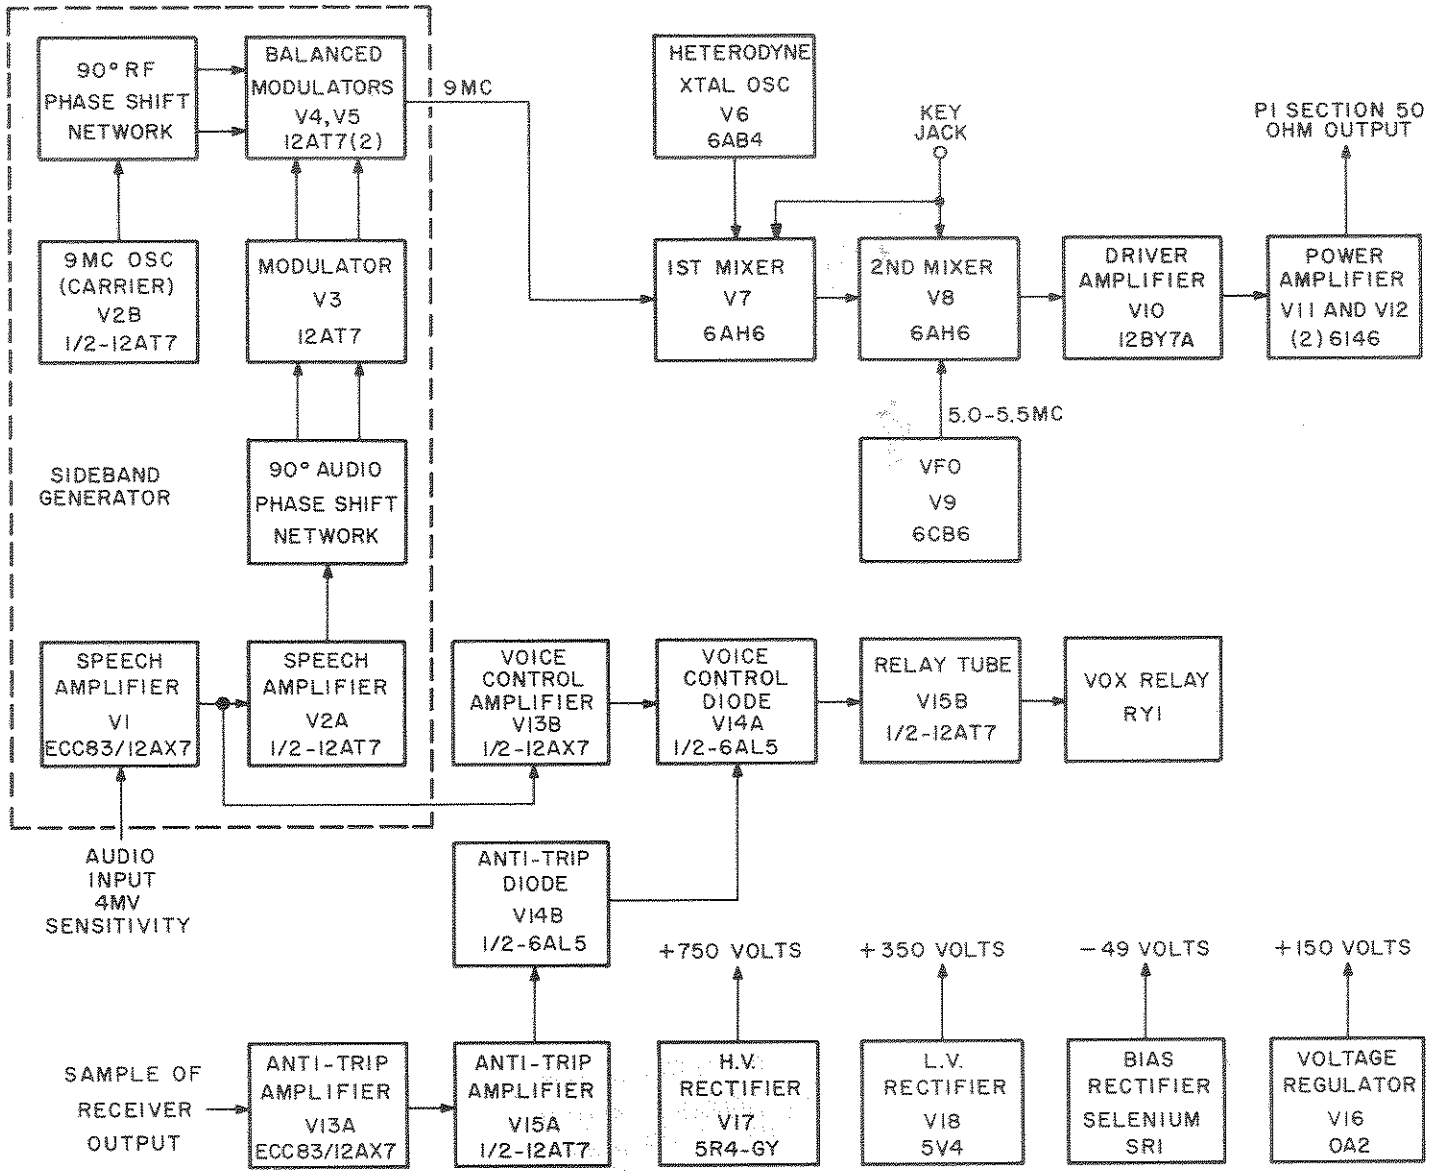 90° RF
PHASE SHIFT
NETWORK
BALANCED
MODULATORS
V4, V5
12AT7(2)
9MC
HETERODYNE
XTAL OSC
V6
6AB4
KEY
JACK
PI SECTION 50
OHM OUTPUT
9MC OSC
(CARRIER)
V2B
1/2-12AT7
MODULATOR
V3
12AT7
1ST MIXER
V7
6AH6
2ND MIXER
V8
6AH6
DRIVER
AMPLIFIER
V10
12BY7A
POWER
AMPLIFIER
V11 AND V12
(2) 6146
5.0-5.5MC
SIDEBAND
GENERATOR
90° AUDIO
PHASE SHIFT
NETWORK
VFO
V9
6CB6
SPEECH
AMPLIFIER
V1
ECC83/12AX7
SPEECH
AMPLIFIER
V2A
1/2-12AT7
VOICE
CONTROL
AMPLIFIER
V13B
1/2-12AX7
VOICE
CONTROL
DIODE
V14A
1/2-6AL5
RELAY TUBE
V15B
1/2-12AT7
VOX RELAY
RY1
AUDIO
INPUT
4MV
SENSITIVITY
ANTI-TRIP
DIODE
V14B
1/2-6AL5
+750 VOLTS
+350 VOLTS
-49 VOLTS
+150 VOLTS
SAMPLE OF
RECEIVER
OUTPUT
ANTI-TRIP
AMPLIFIER
V13A
ECC83/12AX7
ANTI-TRIP
AMPLIFIER
V15A
1/2-12AT7
H.V.
RECTIFIER
V17
5R4-GY
L.V.
RECTIFIER
V18
5V4
BIAS
RECTIFIER
SELENIUM
SR1
VOLTAGE
REGULATOR
V16
OA2